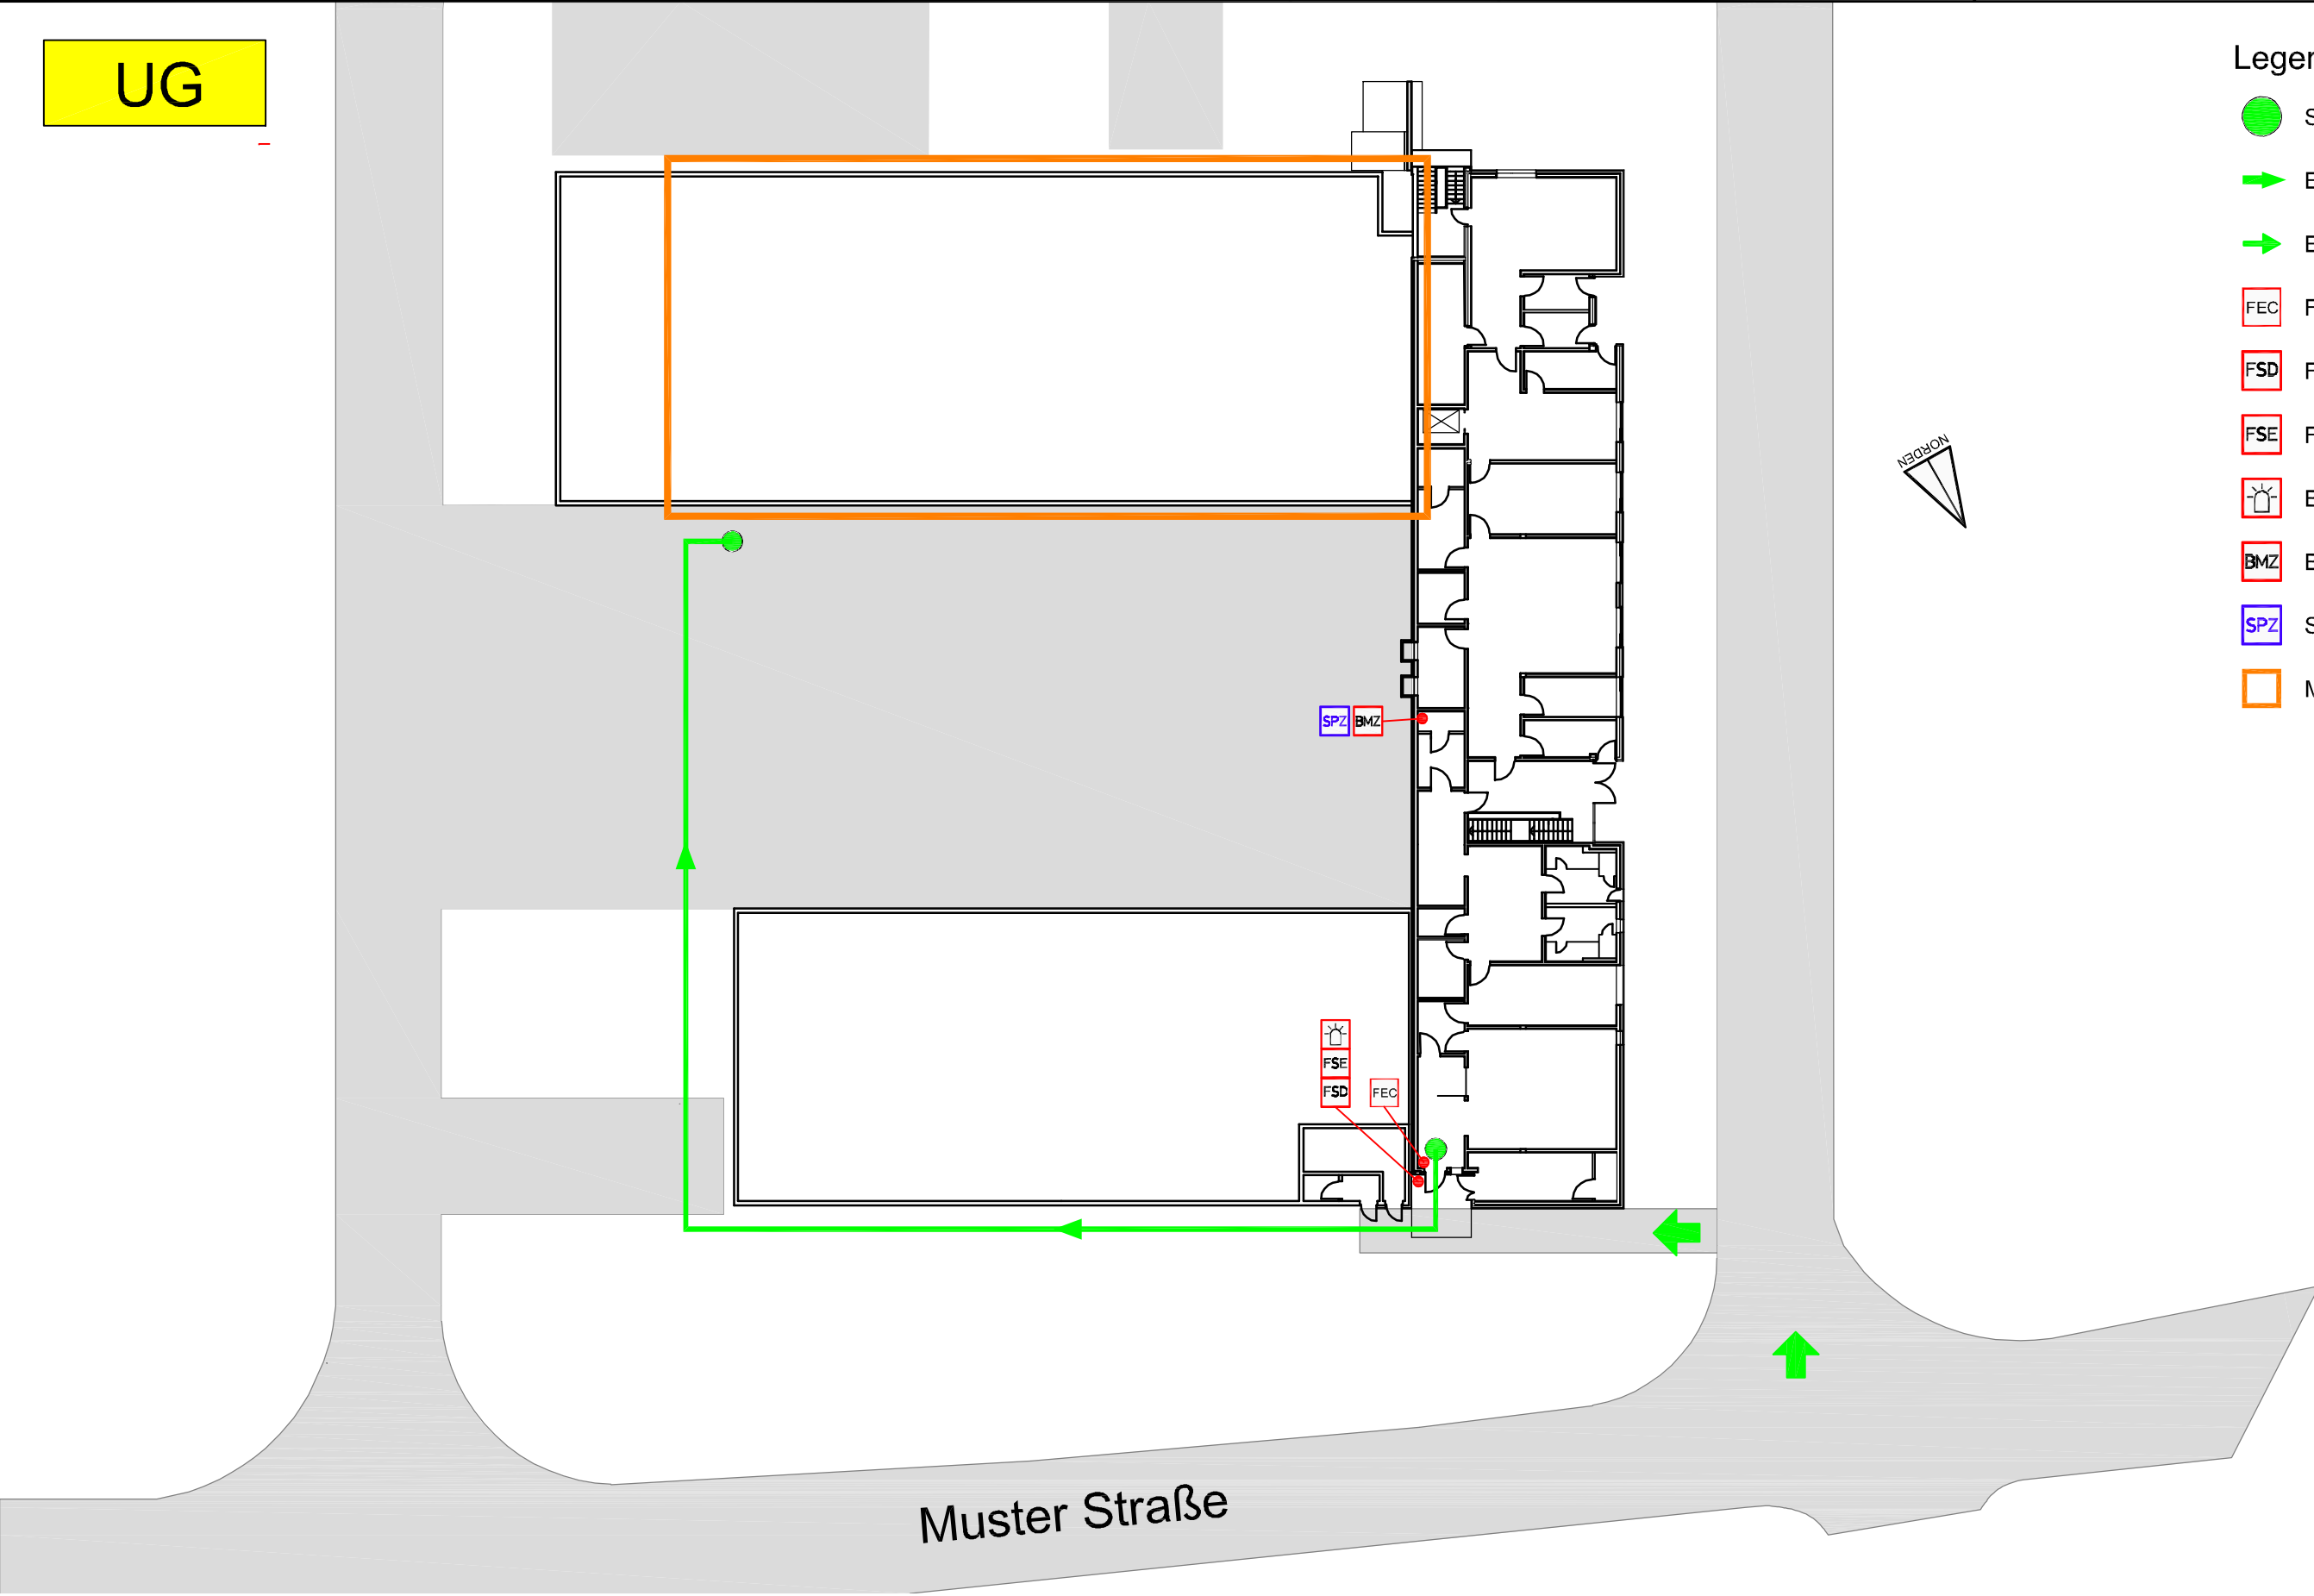 UG
Legen
FEC
FSD
FSE
BMZ
SPZ
NORDEN
SPZ BMZ
FSE
FSD
FEC
Muster Straße